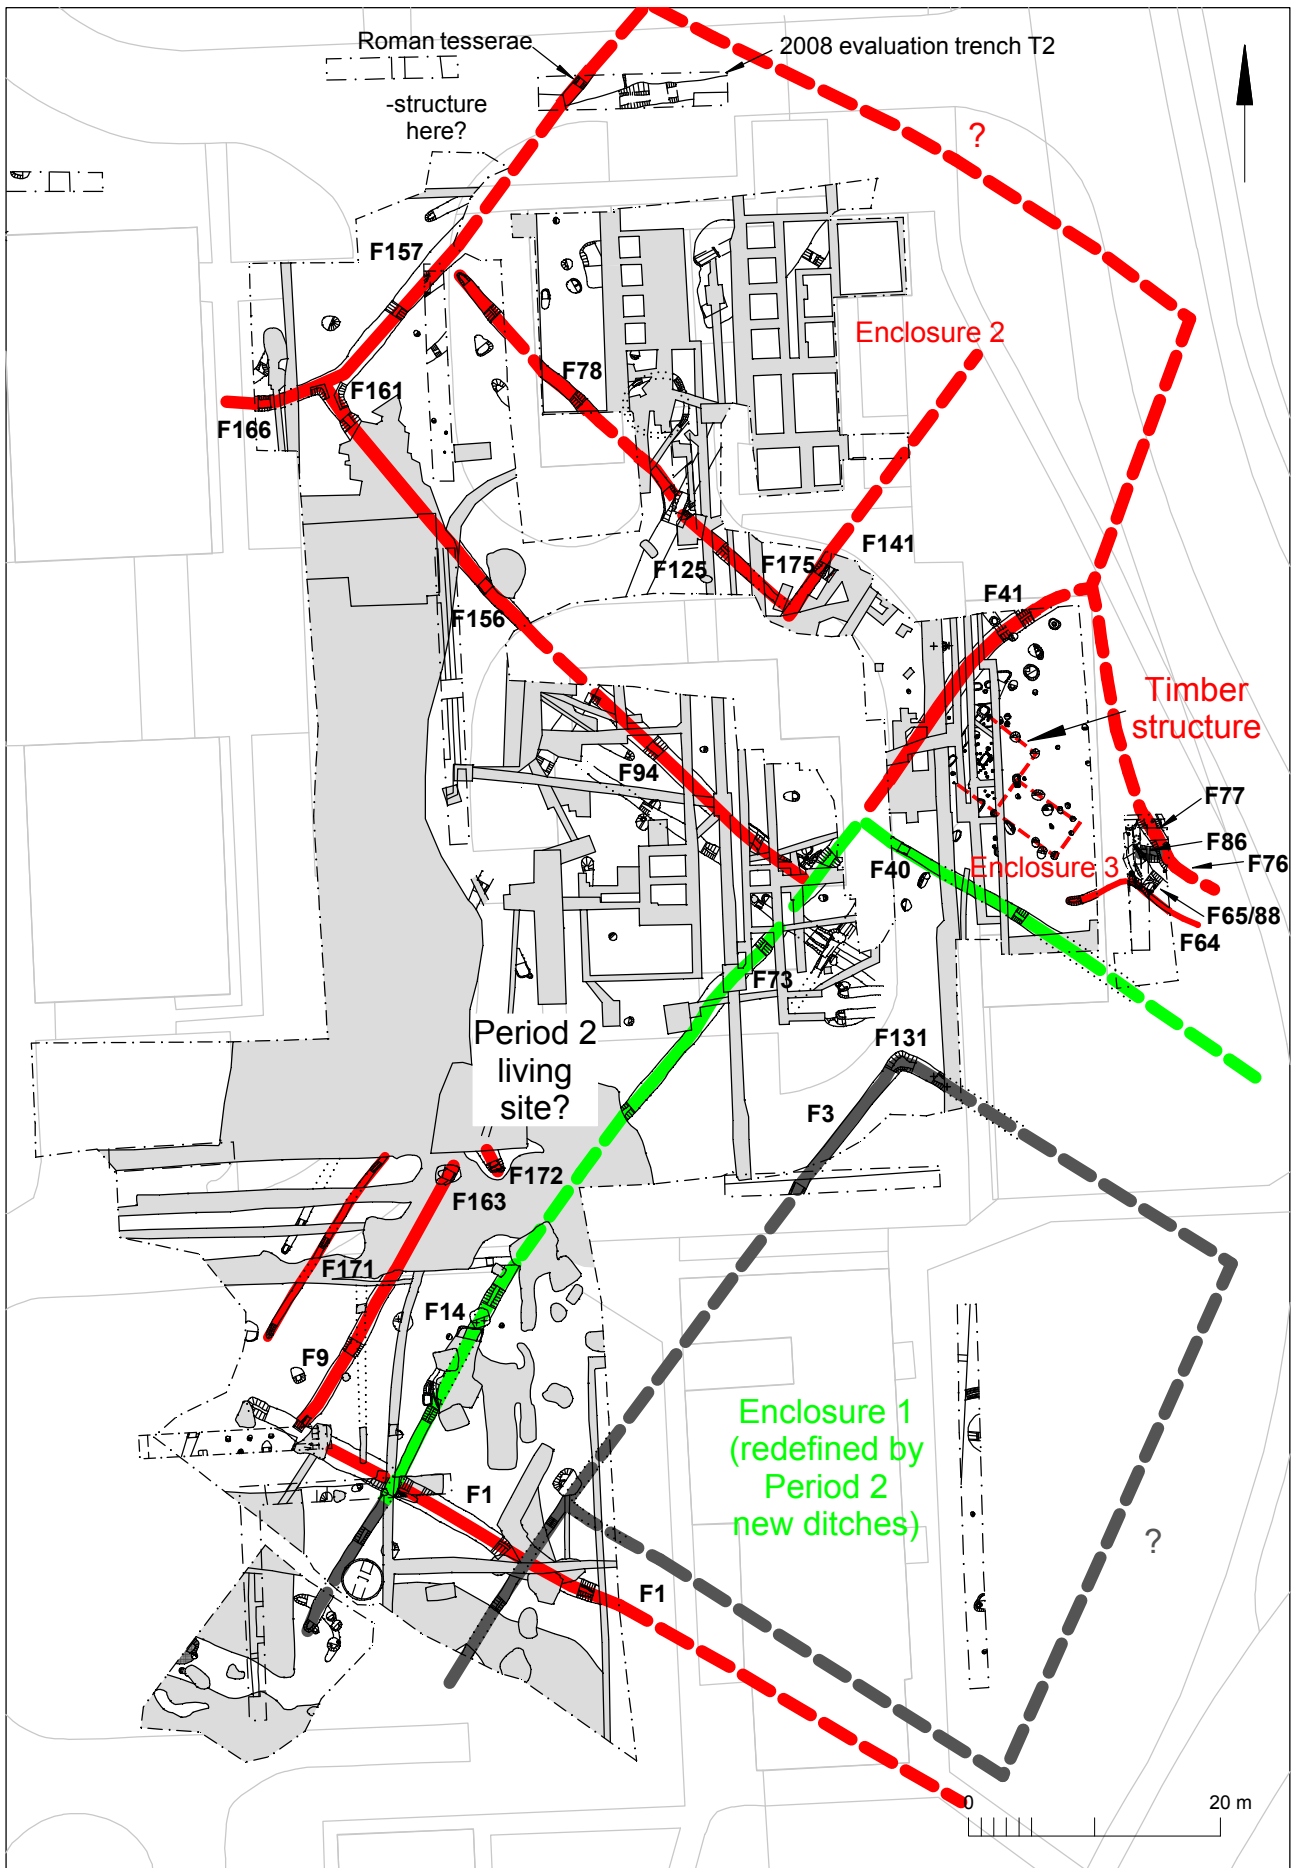 Roman tesserae
2008 evaluation trench T2
-structure
here?
?
F157
Enclosure 2
F78
F161
F166
F141
F175
F125
F156
F41
Timber
structure
F94
F77
F86
F76
F40
Enclosure 3
F65/88
F64
F73
Period 2
living
site?
F131
F3
F172
F163
F171
F14
F9
Enclosure 1
(redefined by
Period 2
new ditches)
F1
?
F1
0
20 m